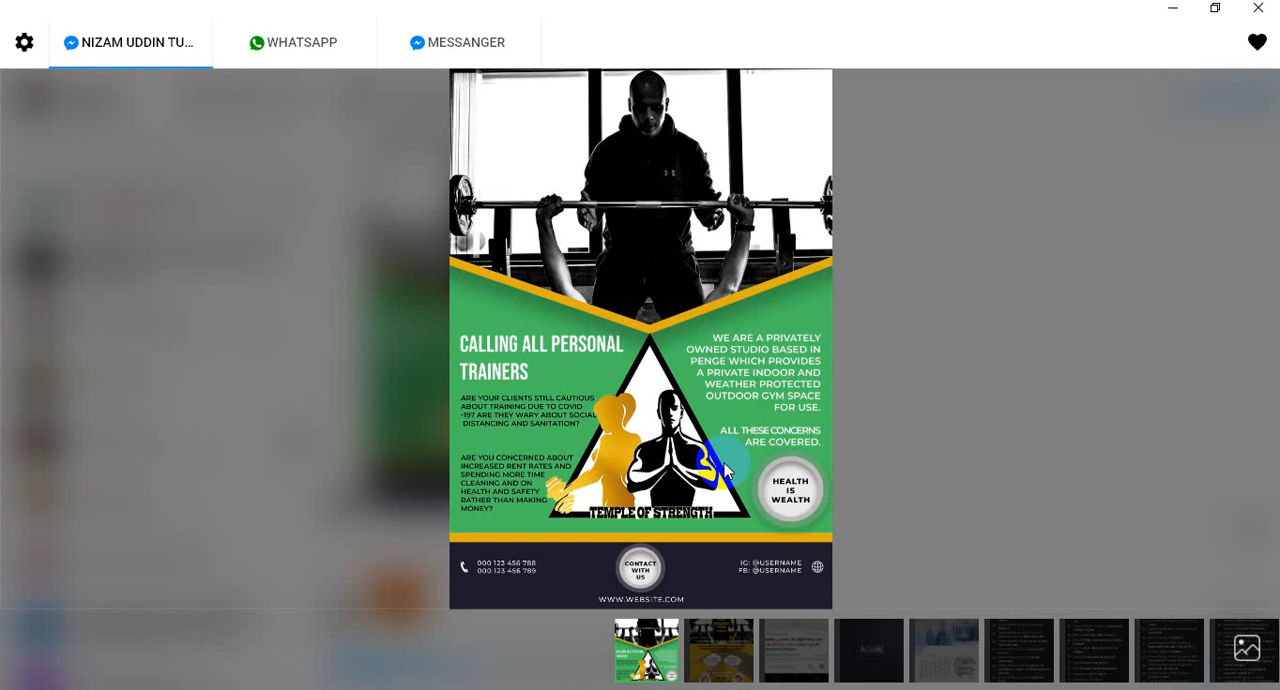 NIZAM UDDIN TU...
WHATSAPP
MESSANGER
CALLING ALL PERSONAL
TRAINERS
ARE YOUR CLIENTS STILL CAUTIOUS
ABOUT TRAINING DUE TO COVID
-19? ARE THEY WARY ABOUT SOCIAL
DISTANCING AND SANITATION?
ARE YOU CONCERNED ABOUT
INCREASED RENT RATES AND
SPENDING MORE TIME
CLEANING AND ON
HEALTH AND SAFETY
RATHER THAN MAKING
MONEY?
WE ARE A PRIVATELY
OWNED STUDIO BASED IN
PENGE WHICH PROVIDES
A PRIVATE INDOOR AND
WEATHER PROTECTED
OUTDOOR GYM SPACE
FOR USE.
ALL THESE CONCERNS
ARE COVERED.
HEALTH
IS
WEALTH
TEMPLE OF STRENGTH
000 123 456 788
000 123 456 789
CONTACT
WITH
US
IG: @USERNAME
FB: @USERNAME
WWW.WEBSITE.COM